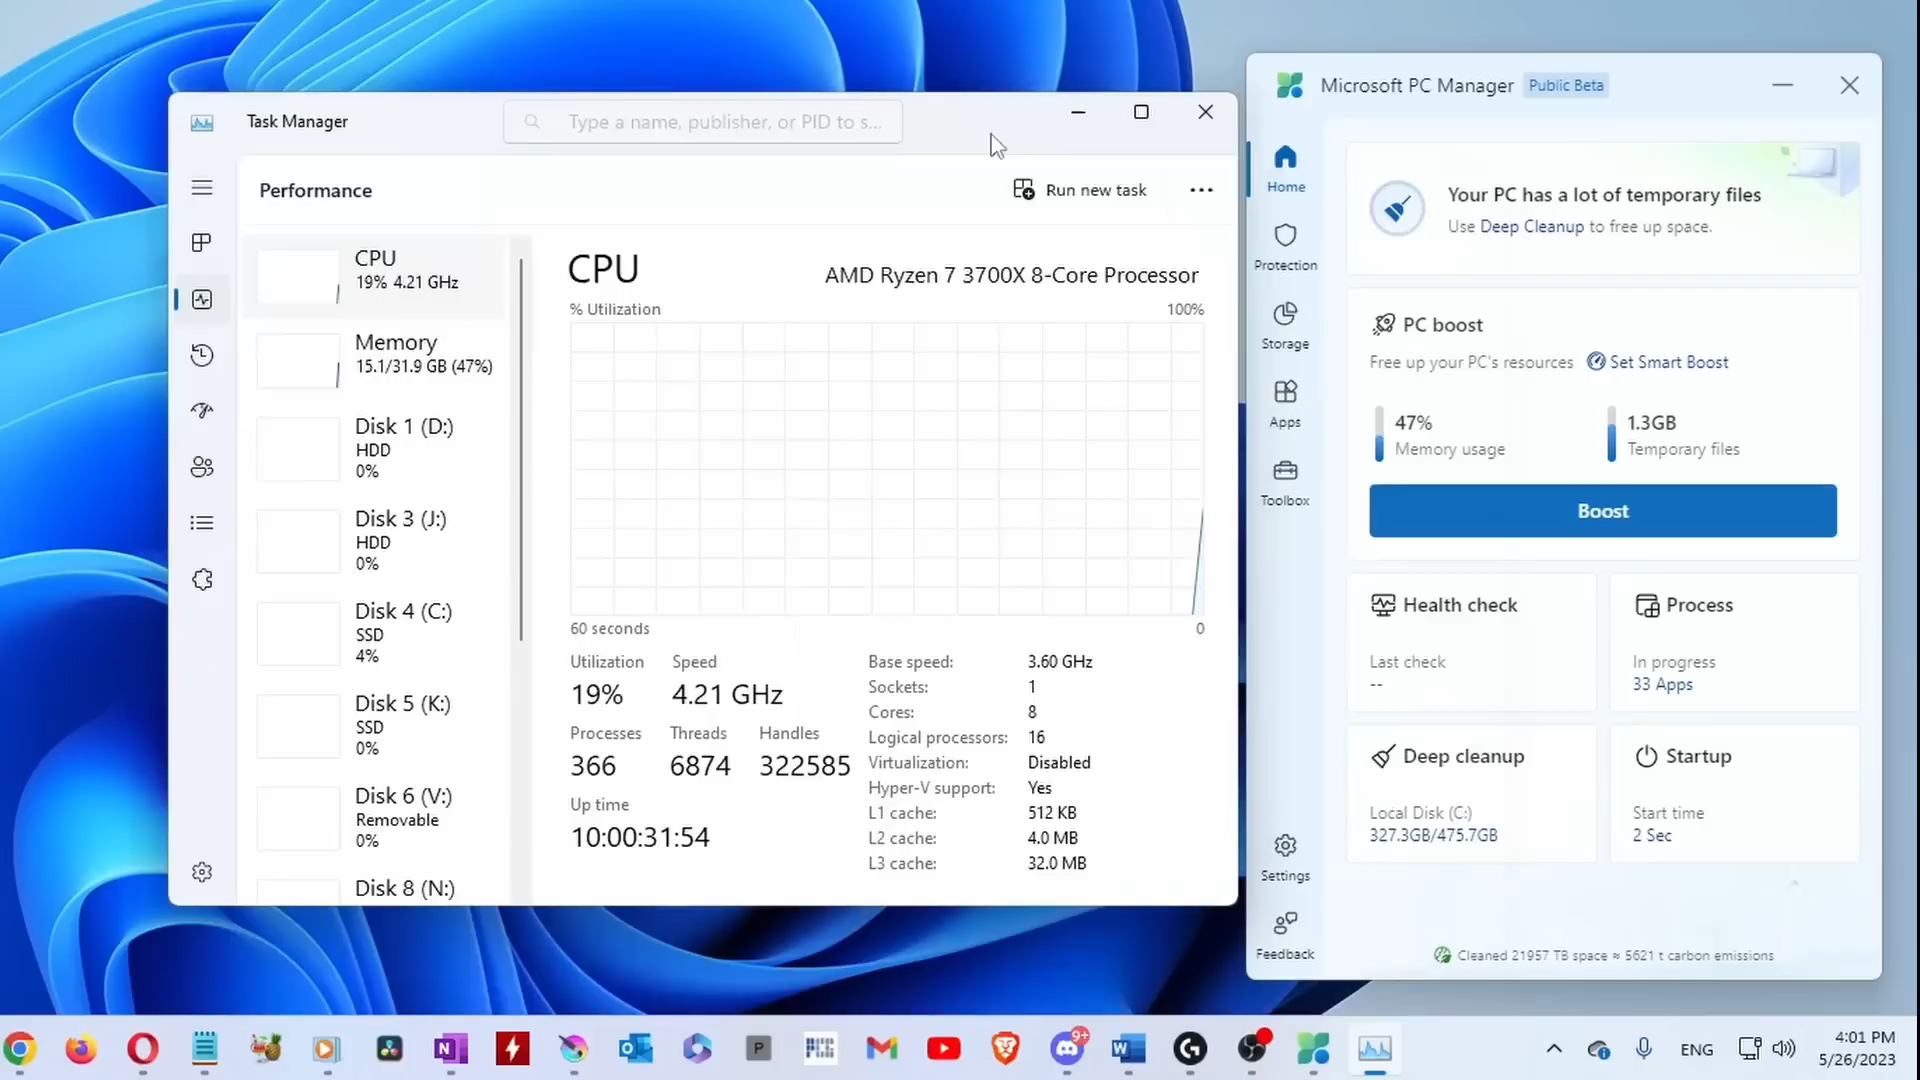 Task Manager
Type a name, publisher, or PID to s...
Performance
Run new task
CPU
19% 4.21 GHz
Memory
15.1/31.9 GB (47%)
Disk 1 (D:)
HDD
0%
Disk 3 (J:)
HDD
0%
Disk 4 (C:)
SSD
4%
Disk 5 (K:)
SSD
0%
Disk 6 (V:)
Removable
0%
Disk 8 (N:)
CPU
AMD Ryzen 7 3700X 8-Core Processor
% Utilization
100%
60 seconds
0
Utilization
Speed
19%
4.21 GHz
Processes
Threads
Handles
366
6874
322585
Up time
10:00:31:54
Base speed:
3.60 GHz
Sockets:
1
Cores:
8
Logical processors:
16
Virtualization:
Disabled
Hyper-V support:
Yes
L1 cache:
512 KB
L2 cache:
4.0 MB
L3 cache:
32.0 MB
Microsoft PC Manager
Public Beta
Home
Protection
Storage
Apps
Toolbox
Settings
Feedback
Your PC has a lot of temporary files
Use Deep Cleanup to free up space.
PC boost
Free up your PC's resources
Set Smart Boost
47%
Memory usage
1.3GB
Temporary files
Boost
Health check
Last check
--
Process
In progress
33 Apps
Deep cleanup
Local Disk (C:)
327.3GB/475.7GB
Startup
Start time
2 Sec
Cleaned 21957 TB space ≈ 5621 t carbon emissions
9+
ENG
4:01 PM
5/26/2023